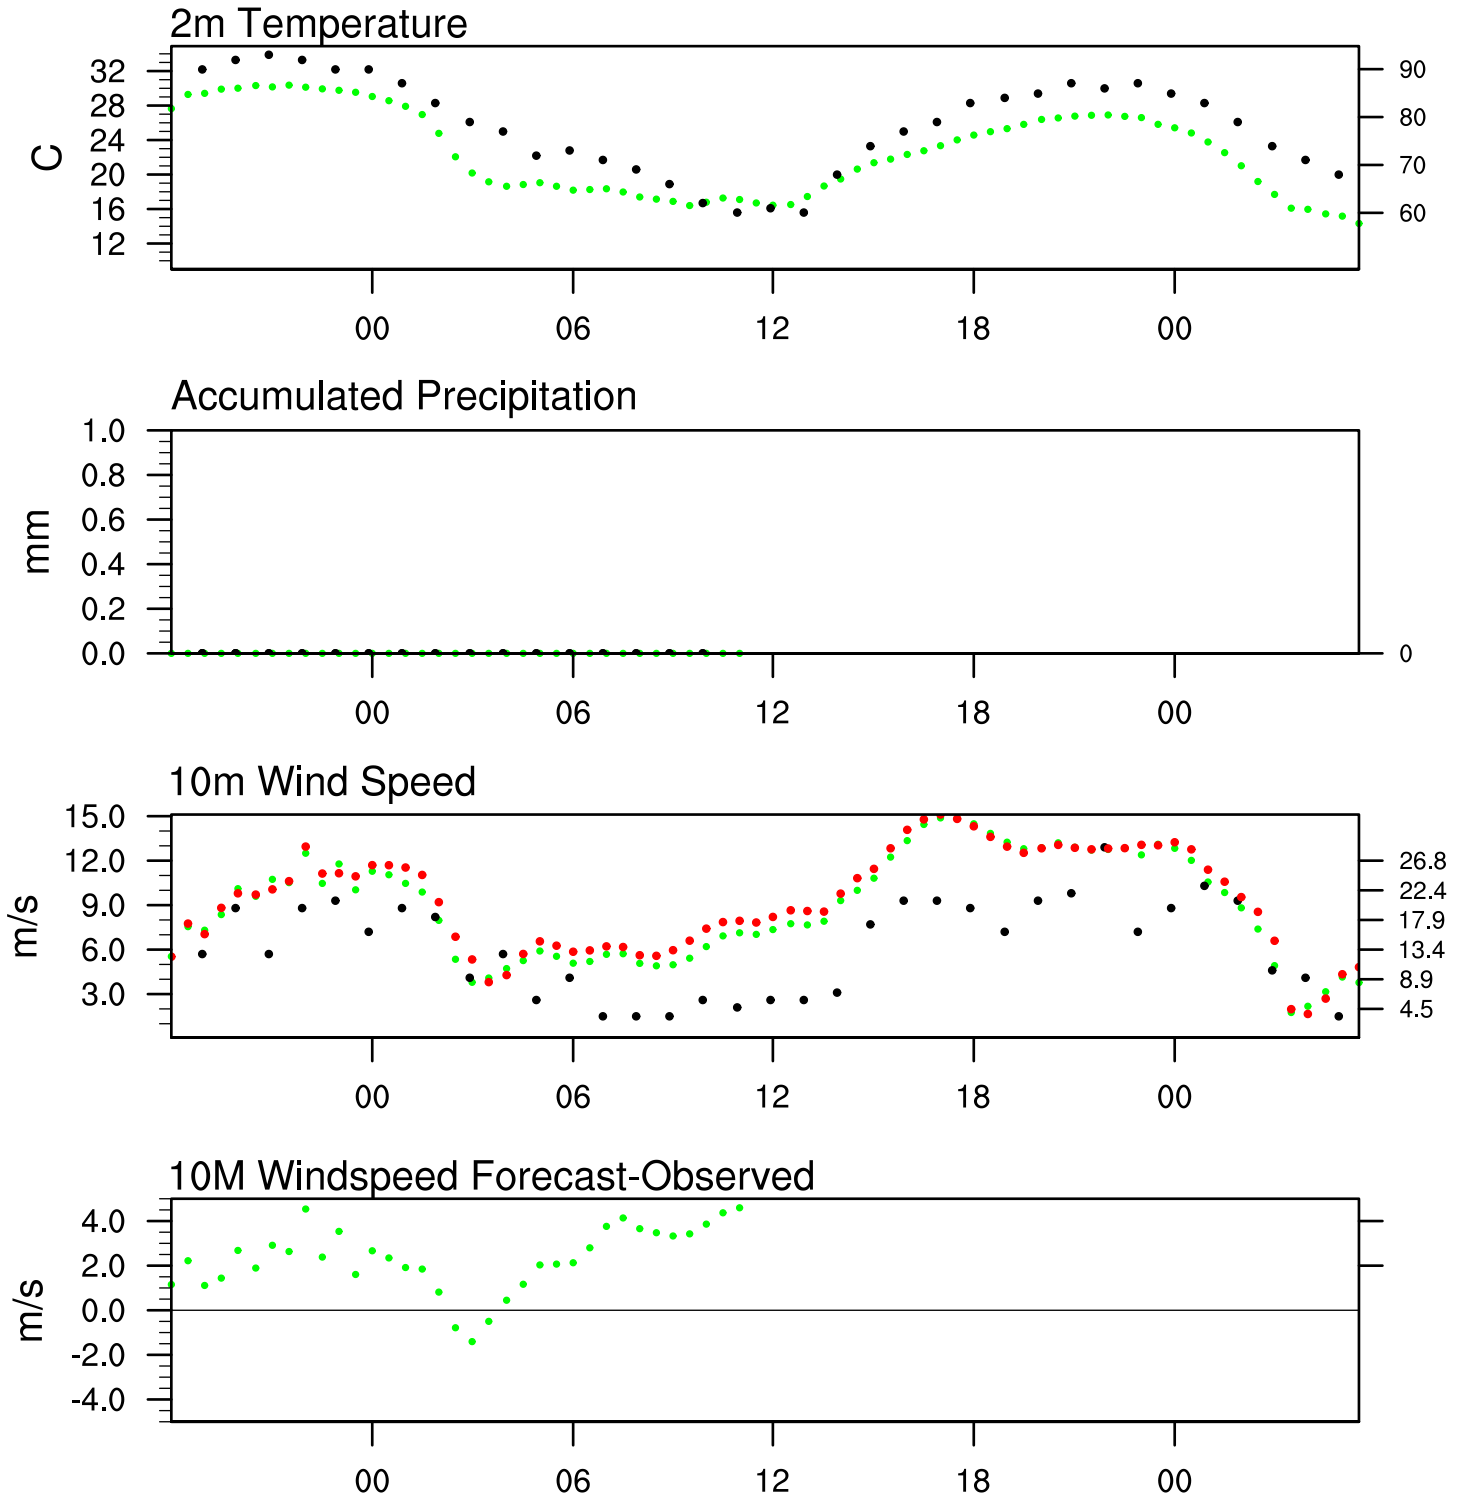 2m Temperature
32
28
24
20
16
12
C
90
80
70
60
00 06 12 18 00
Accumulated Precipitation
1.0
0.8
0.6
0.4
0.2
0.0
mm
0
00 06 12 18 00
10m Wind Speed
15.0
12.0
9.0
6.0
3.0
m/s
26.8
22.4
17.9
13.4
8.9
4.5
00 06 12 18 00
10M Windspeed Forecast-Observed
4.0
2.0
0.0
-2.0
-4.0
m/s
00 06 12 18 00